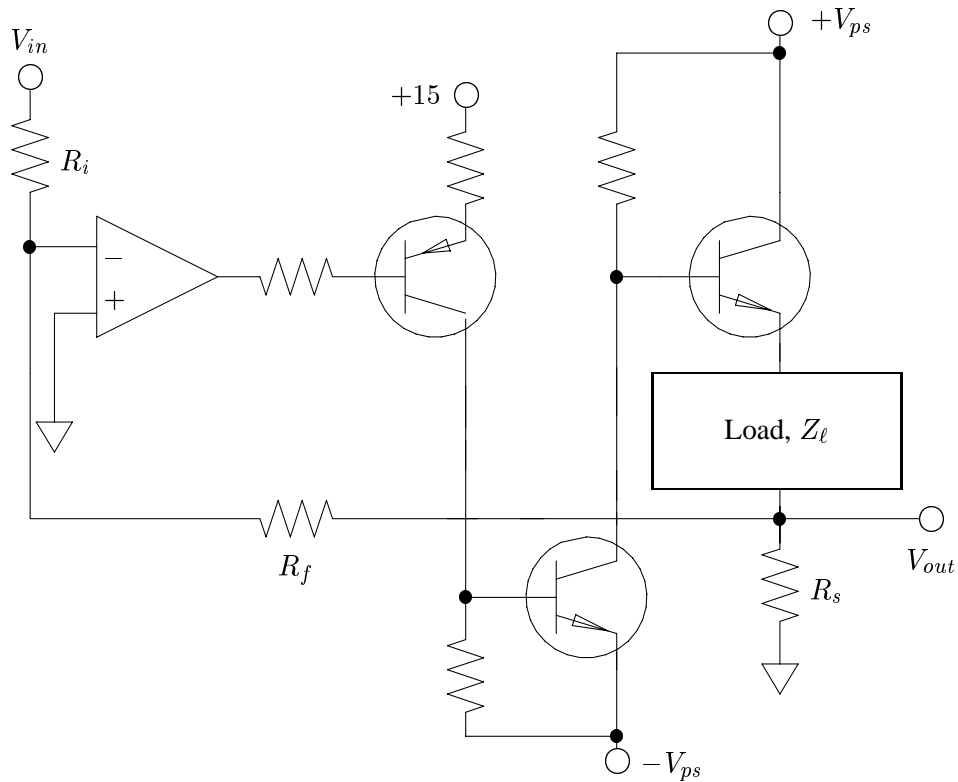 V_in
+V_ps
+15
R_i
−
+
Load, Z_ℓ
R_f
V_out
R_s
−V_ps